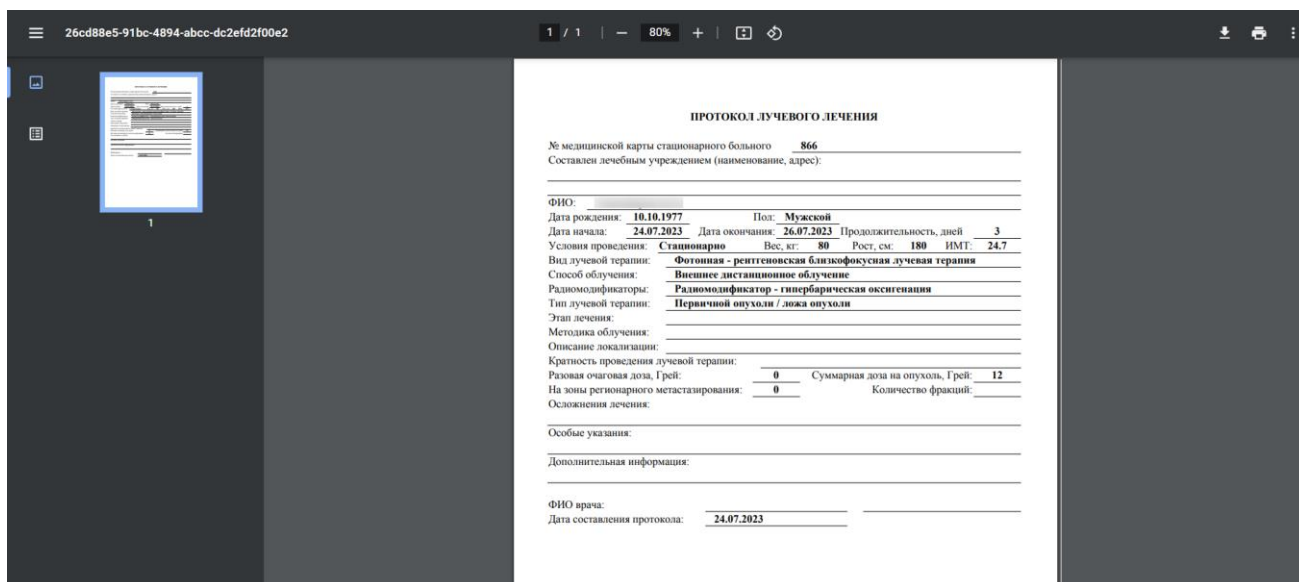 26cd88e5-91bc-4894-abcc-dc2efd2f00e2
1 / 1
80%
1
ПРОТОКОЛ ЛУЧЕВОГО ЛЕЧЕНИЯ
№ медицинской карты стационарного больного 866
Составлен лечебным учреждением (наименование, адрес):
ФИО:
Дата рождения: 10.10.1977 Пол: Мужской
Дата начала: 24.07.2023 Дата окончания: 26.07.2023 Продолжительность, дней 3
Условия проведения: Стационарно Вес, кг: 80 Рост, см: 180 ИМТ: 24.7
Вид лучевой терапии: Фотонная - рентгеновская близкофокусная лучевая терапия
Способ облучения: Внешнее дистанционное облучение
Радиомодификаторы: Радиомодификатор - гипербарическая оксигенация
Тип лучевой терапии: Первичной опухоли / ложа опухоли
Этап лечения:
Методика облучения:
Описание локализации:
Кратность проведения лучевой терапии:
Разовая очаговая доза, Грей: 0 Суммарная доза на опухоль, Грей: 12
На зоны регионарного метастазирования: 0 Количество фракций:
Осложнения лечения:
Особые указания:
Дополнительная информация:
ФИО врача:
Дата составления протокола: 24.07.2023